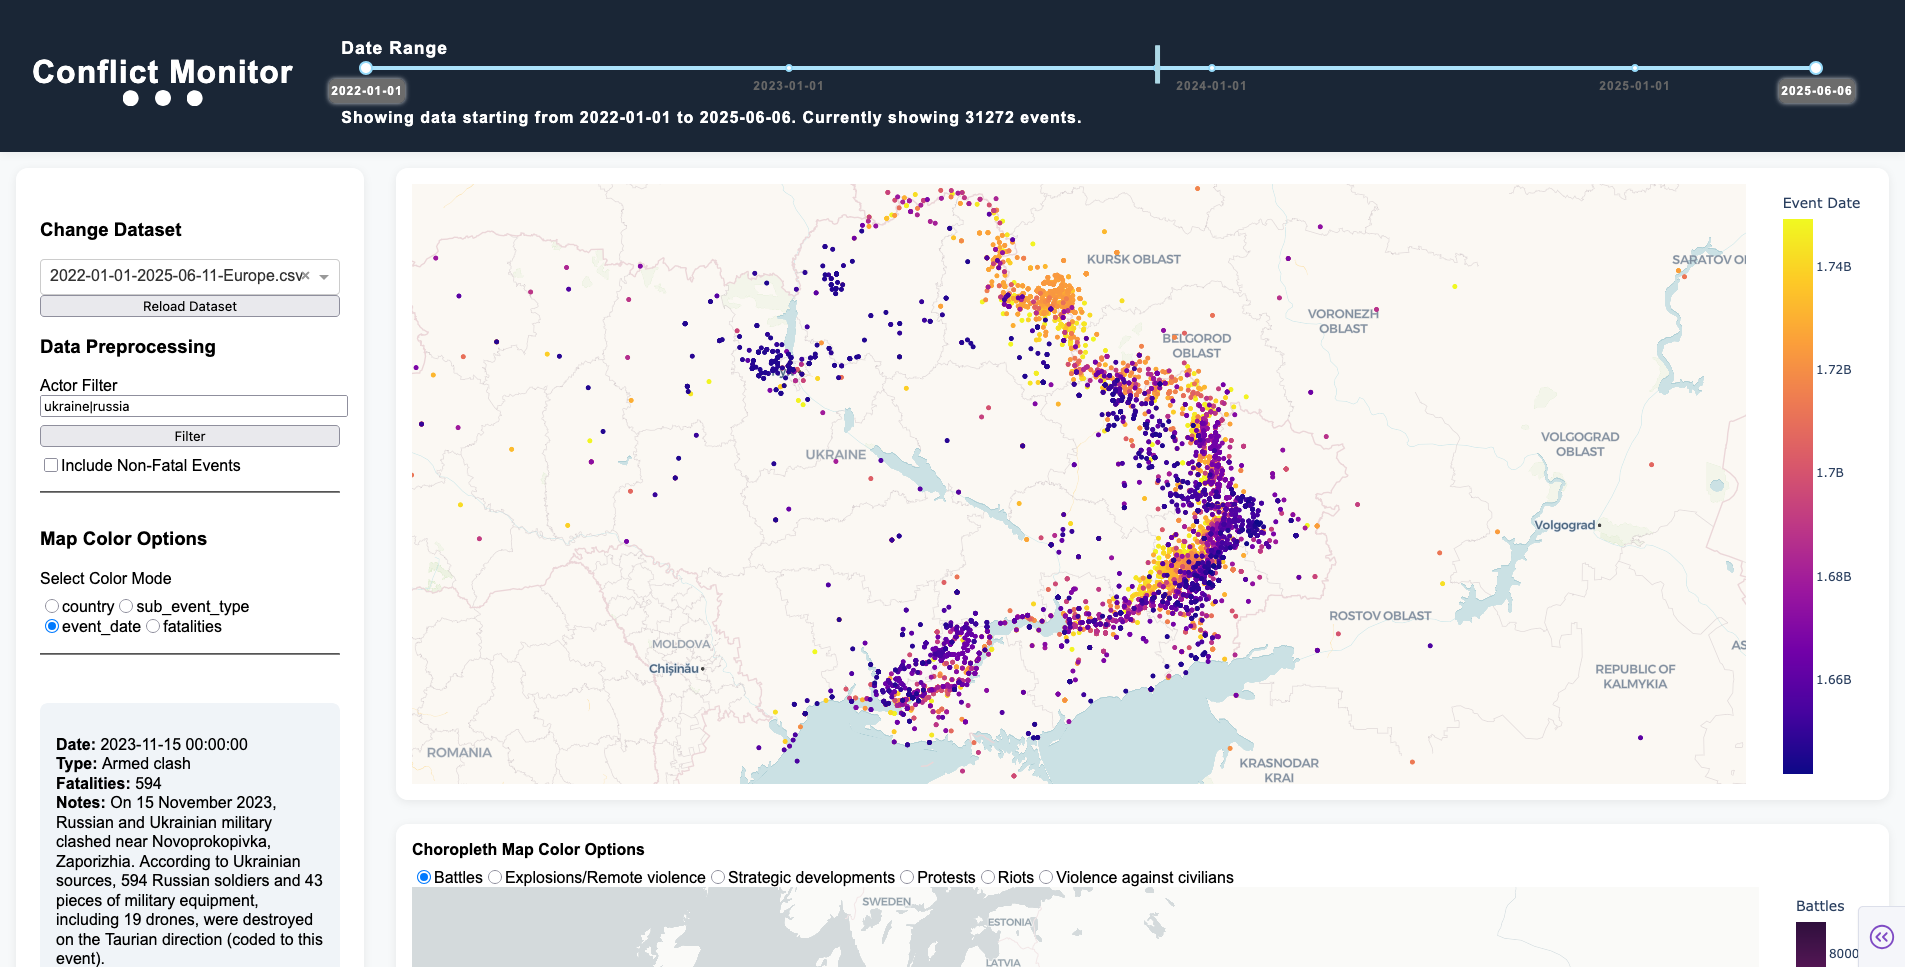 Conflict Monitor
Date Range
2022-01-01
2023-01-01
2024-01-01
2025-01-01
2025-06-06
Showing data starting from 2022-01-01 to 2025-06-06. Currently showing 31272 events.
Change Dataset
2022-01-01-2025-06-11-Europe.csv×
Reload Dataset
Data Preprocessing
Actor Filter
ukraine|russia
Filter
Include Non-Fatal Events
Map Color Options
Select Color Mode
country sub_event_type
event_date fatalities
Date: 2023-11-15 00:00:00
Type: Armed clash
Fatalities: 594
Notes: On 15 November 2023,
Russian and Ukrainian military
clashed near Novoprokopivka,
Zaporizhia. According to Ukrainian
sources, 594 Russian soldiers and 43
pieces of military equipment,
including 19 drones, were destroyed
on the Taurian direction (coded to this
event).
KURSK OBLAST
SARATOV OI
VORONEZH
OBLAST
BELGOROD
OBLAST
UKRAINE
VOLGOGRAD
OBLAST
Volgograd
ROSTOV OBLAST
MOLDOVA
Chișinău
AS
REPUBLIC OF
KALMYKIA
ROMANIA
KRASNODAR
KRAI
Event Date
1.74B
1.72B
1.7B
1.68B
1.66B
Choropleth Map Color Options
Battles Explosions/Remote violence Strategic developments Protests Riots Violence against civilians
SWEDEN
ESTONIA
LATVIA
Battles
8000